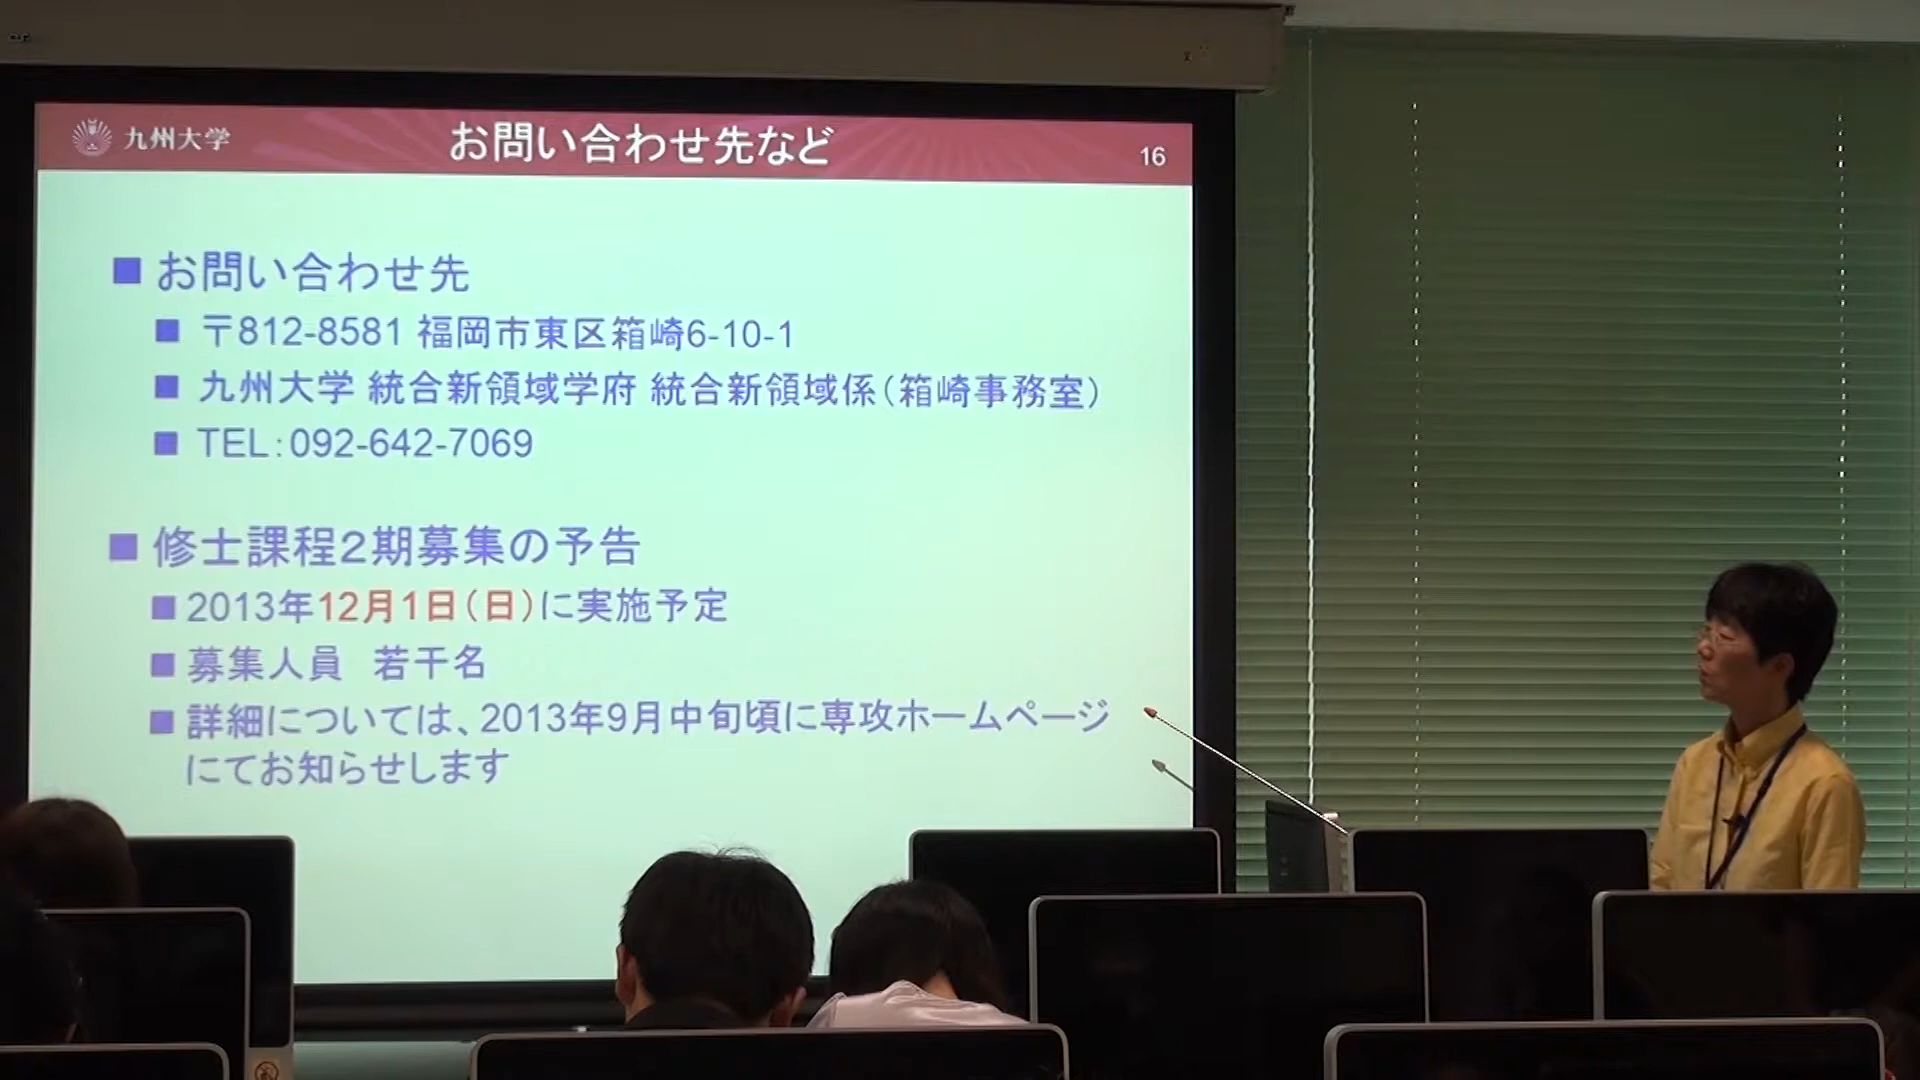 九州大学
お問い合わせ先など
16
■ お問い合わせ先
■ 〒812-8581 福岡市東区箱崎6-10-1
■ 九州大学 統合新領域学府 統合新領域係（箱崎事務室）
■ TEL：092-642-7069
■ 修士課程２期募集の予告
■ 2013年12月1日（日）に実施予定
■ 募集人員　若干名
■ 詳細については、2013年9月中旬頃に専攻ホームページ
にてお知らせします